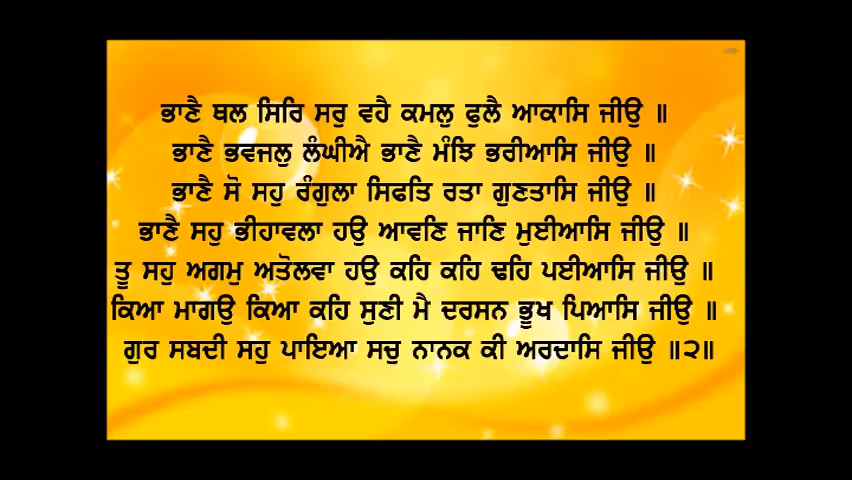 ਭਾਣੈ ਥਲ ਸਿਰਿ ਸਰੁ ਵਹੈ ਕਮਲੁ ਫੁਲੈ ਆਕਾਸਿ ਜੀਉ ॥
ਭਾਣੈ ਭਵਜਲੁ ਲੰਘੀਐ ਭਾਣੈ ਮੰਝਿ ਭਰੀਆਸਿ ਜੀਉ ॥
ਭਾਣੈ ਸੋ ਸਹੁ ਰੰਗੁਲਾ ਸਿਫਤਿ ਰਤਾ ਗੁਣਤਾਸਿ ਜੀਉ ॥
ਭਾਣੈ ਸਹੁ ਭੀਹਾਵਲਾ ਹਉ ਆਵਣਿ ਜਾਣਿ ਮੁਈਆਸਿ ਜੀਉ ॥
ਤੂ ਸਹੁ ਅਗਮੁ ਅਤੋਲਵਾ ਹਉ ਕਹਿ ਕਹਿ ਢਹਿ ਪਈਆਸਿ ਜੀਉ ॥
ਕਿਆ ਮਾਗਉ ਕਿਆ ਕਹਿ ਸੁਣੀ ਮੈ ਦਰਸਨ ਭੂਖ ਪਿਆਸਿ ਜੀਉ ॥
ਗੁਰ ਸਬਦੀ ਸਹੁ ਪਾਇਆ ਸਚੁ ਨਾਨਕ ਕੀ ਅਰਦਾਸਿ ਜੀਉ ॥੨॥